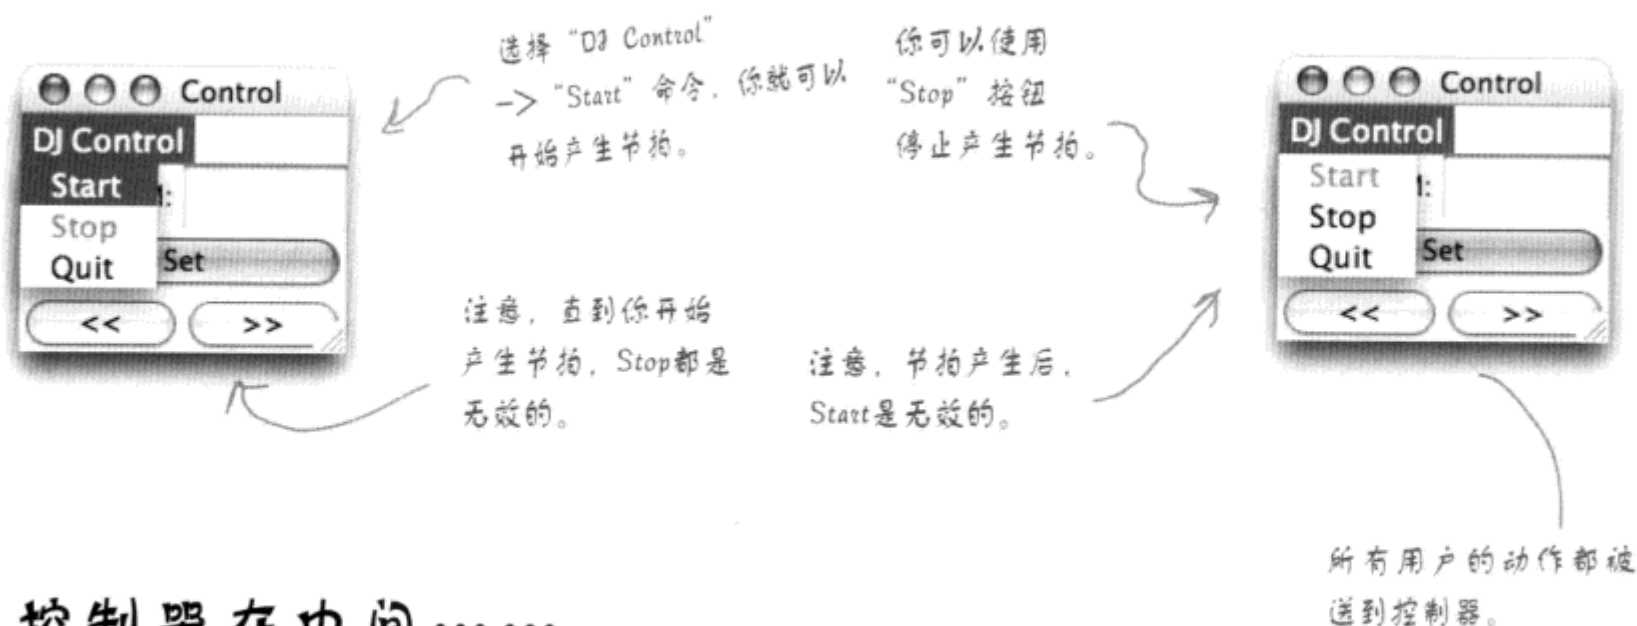 Control
DJ Control
Start
Stop
Quit
Set
<<
>>
选择“DJ Control”
->“Start”命令，你就可以
开始产生节拍。
你可以使用
“Stop”按钮
停止产生节拍。
Control
DJ Control
Start
Stop
Quit
Set
<<
>>
注意，直到你开始
产生节拍，Stop都是
无效的。
注意，节拍产生后，
Start是无效的。
所有用户的动作都被
送到控制器。
控制器在中间……